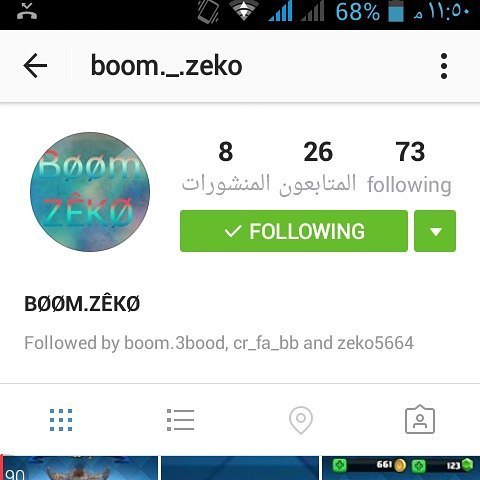 68% م ١١:٥٠
boom._.zeko
8 26 73
المنشورات المتابعون following
Bøøm
ZÊKØ
✓ FOLLOWING
BØØM.ZÊKØ
Followed by boom.3bood, cr_fa_bb and zeko5664
90 661 123